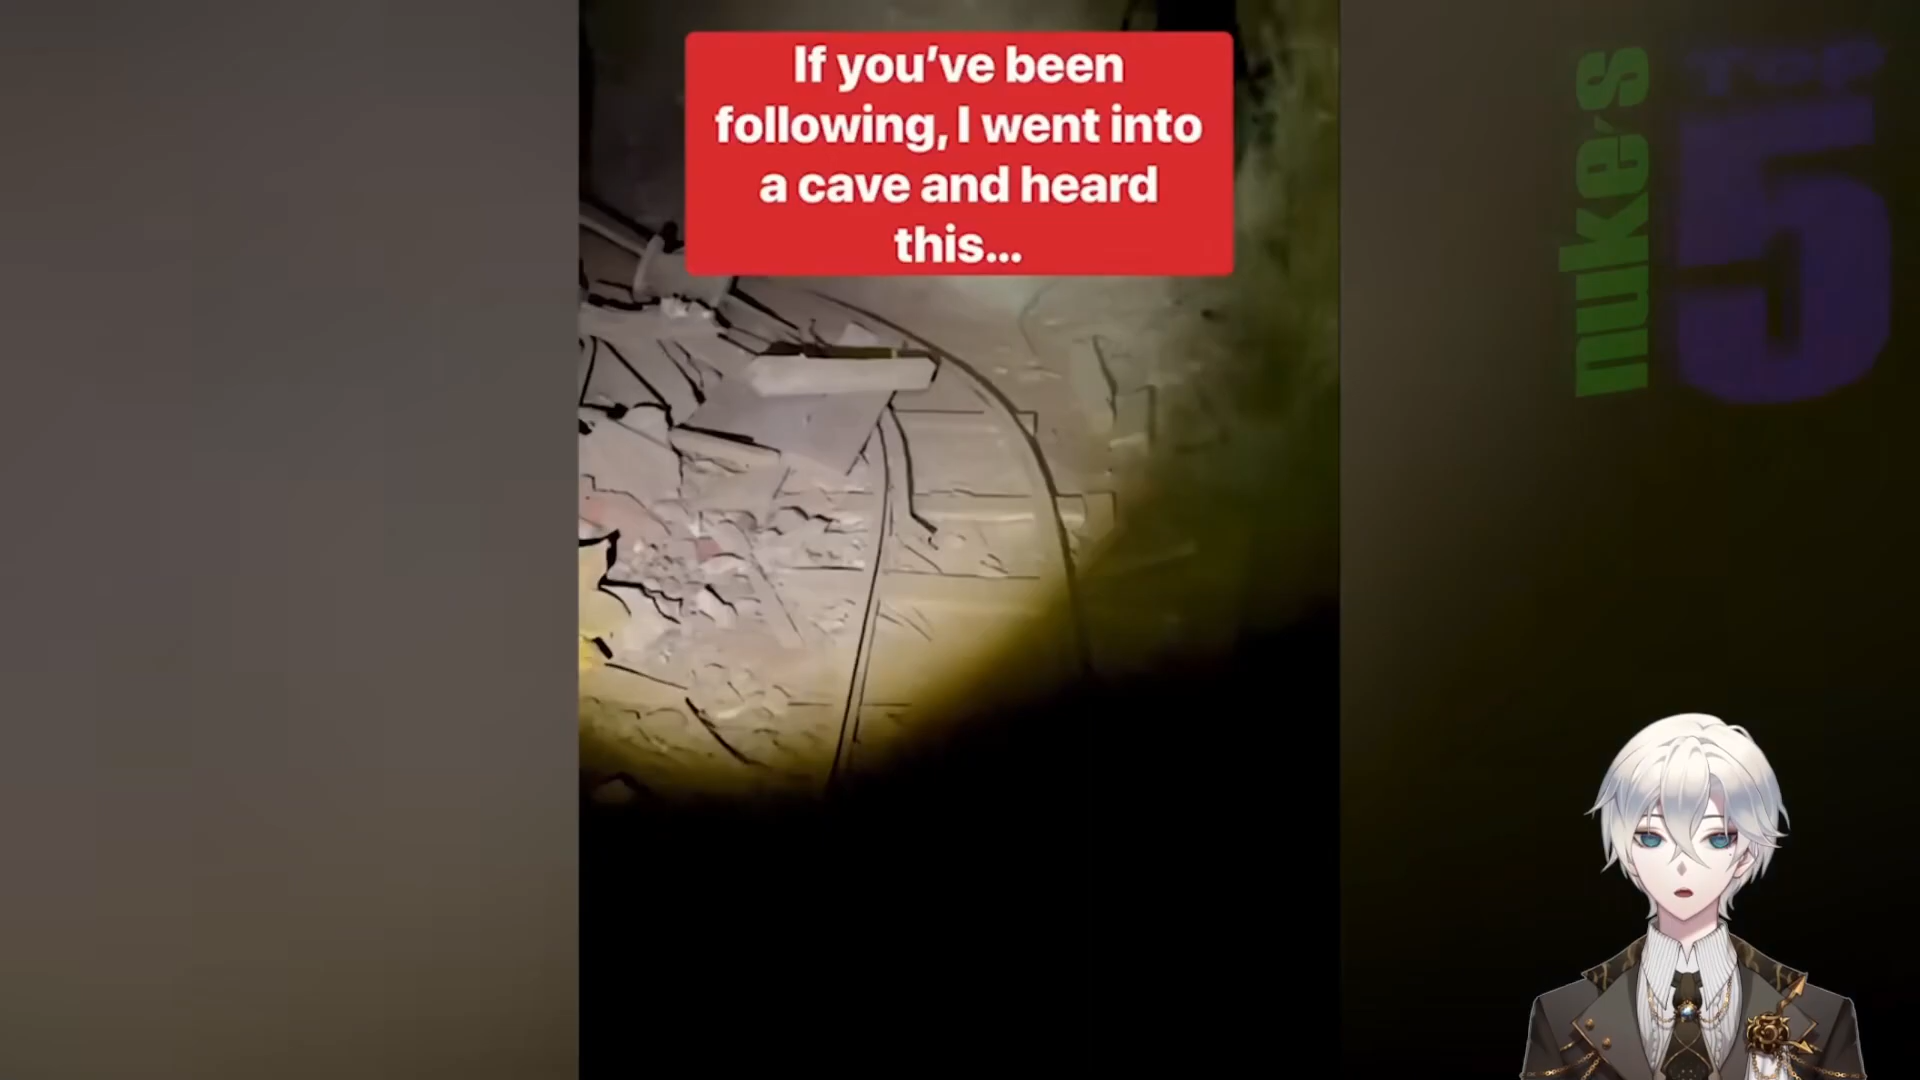 If you’ve been
following, I went into
a cave and heard
this...
nuke's
Top
5